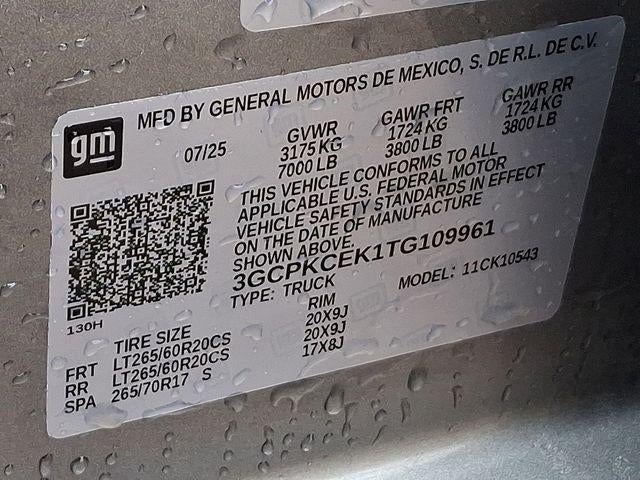 gm
MFD BY GENERAL MOTORS DE MEXICO, S. DE R.L. DE C.V.
07/25 GVWR GAWR FRT GAWR RR
3175 KG 1724 KG 1724 KG
7000 LB 3800 LB 3800 LB
THIS VEHICLE CONFORMS TO ALL
APPLICABLE U.S. FEDERAL MOTOR
VEHICLE SAFETY STANDARDS IN EFFECT
ON THE DATE OF MANUFACTURE
SHOWN ABOVE.
3GCPKCEK1TG109961
TYPE: TRUCK MODEL: 11CK10543
130H
TIRE SIZE RIM
FRT LT265/60R20CS 20X9J
RR LT265/60R20CS 20X9J
SPA 265/70R17 S 17X8J